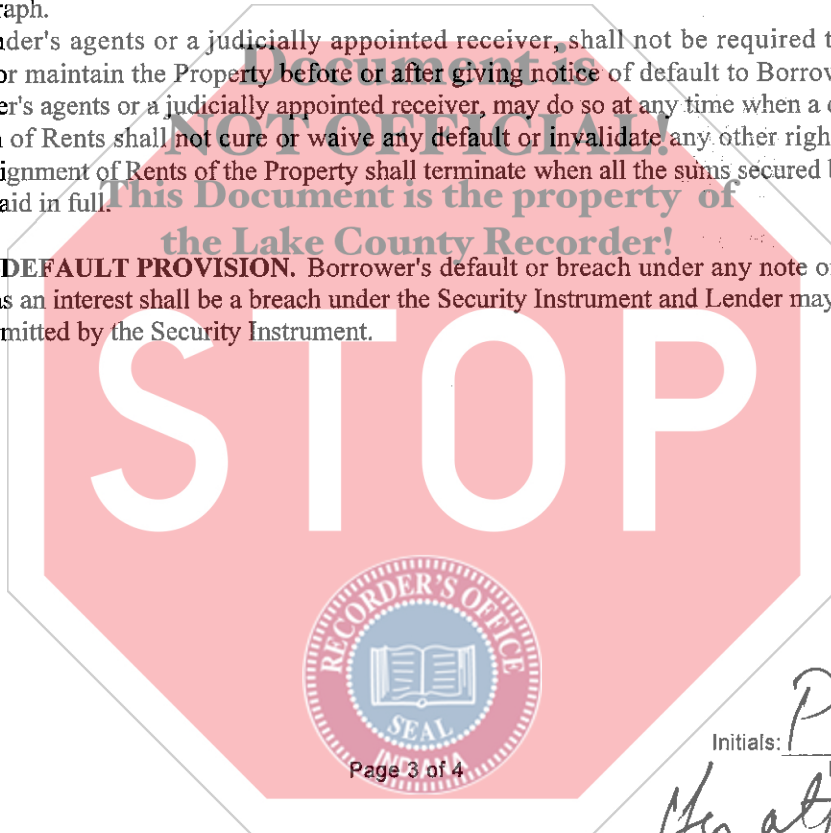 raph.
nder's agents or a judicially appointed receiver, shall not be required t
or maintain the Property before or after giving notice of default to Borrow
er's agents or a judicially appointed receiver, may do so at any time when a
of Rents shall not cure or waive any default or invalidate any other righ
ignment of Rents of the Property shall terminate when all the sums secured
aid in full.
Document is
NOT OFFICIAL!
This Document is the property of
the Lake County Recorder!
DEFAULT PROVISION. Borrower's default or breach under any note o
as an interest shall be a breach under the Security Instrument and Lender may
mitted by the Security Instrument.
STOP
RECORDER'S OFFICE
SEAL
INDIANA
Initials: P
Page 3 of 4